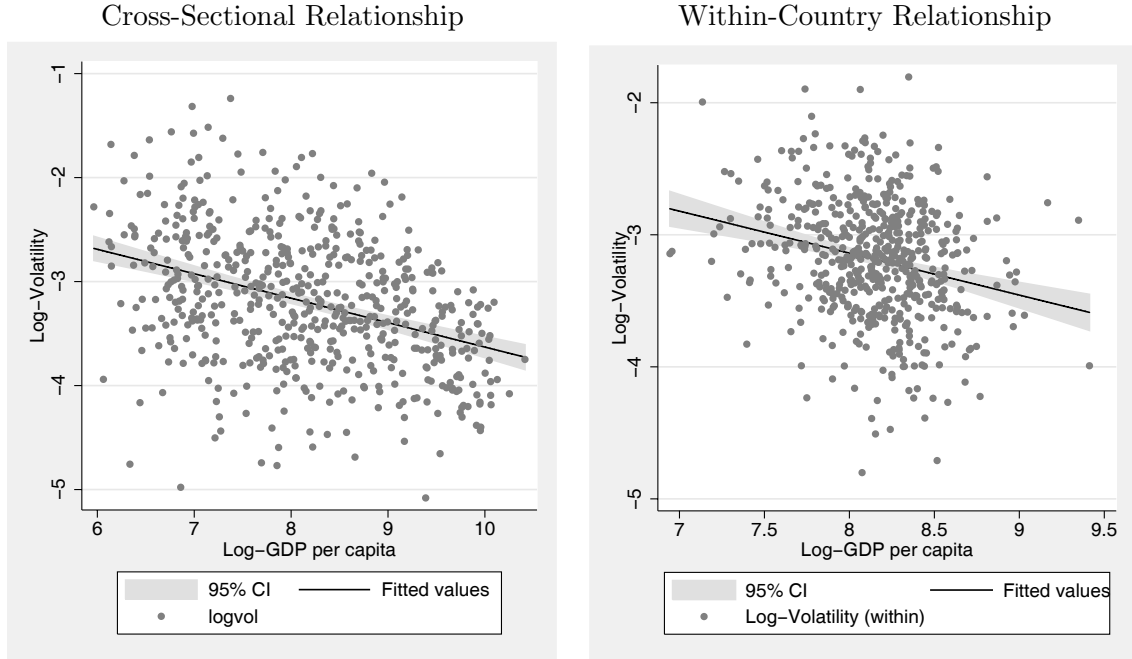 Cross-Sectional Relationship
−1
−2
−3
−4
−5
Log−Volatility
6 7 8 9 10
Log−GDP per capita
95% CI Fitted values
logvol
Within-Country Relationship
−2
−3
−4
−5
Log−Volatility
7 7.5 8 8.5 9 9.5
Log−GDP per capita
95% CI Fitted values
Log−Volatility (within)